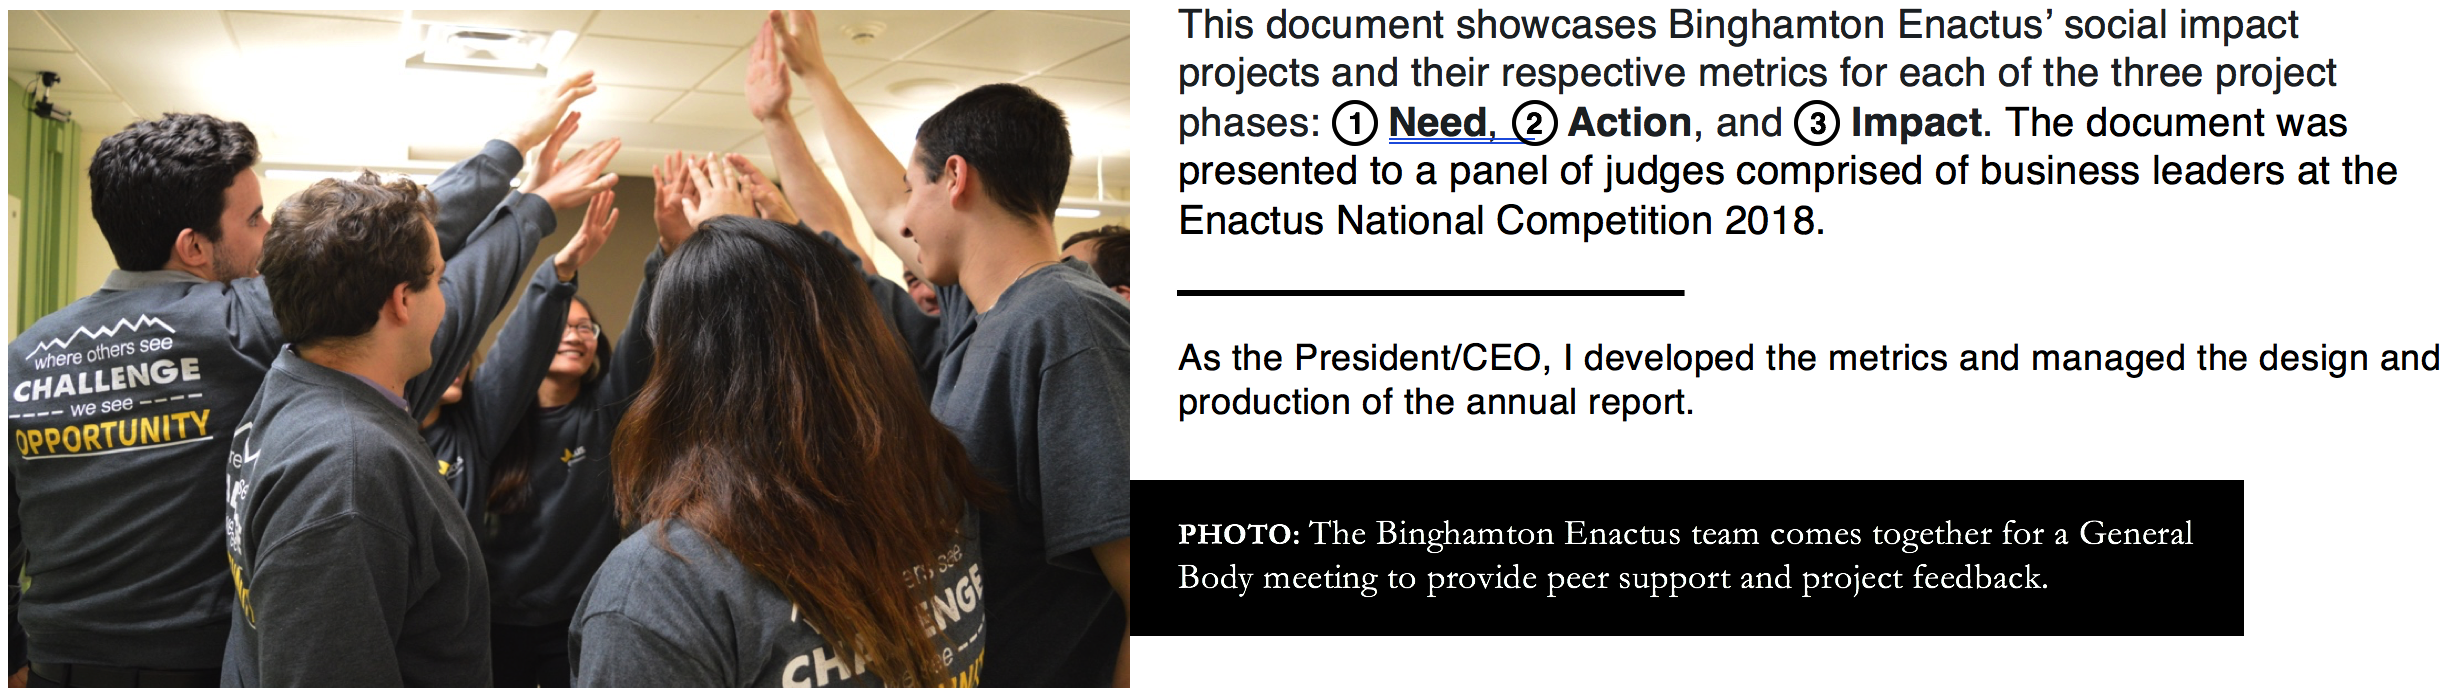 where others see
CHALLENGE
we see
OPPORTUNITY
see
CHA ENGE
This document showcases Binghamton Enactus’ social impact
projects and their respective metrics for each of the three project
phases: ① Need, ② Action, and ③ Impact. The document was
presented to a panel of judges comprised of business leaders at the
Enactus National Competition 2018.
As the President/CEO, I developed the metrics and managed the design and
production of the annual report.
PHOTO: The Binghamton Enactus team comes together for a General
Body meeting to provide peer support and project feedback.